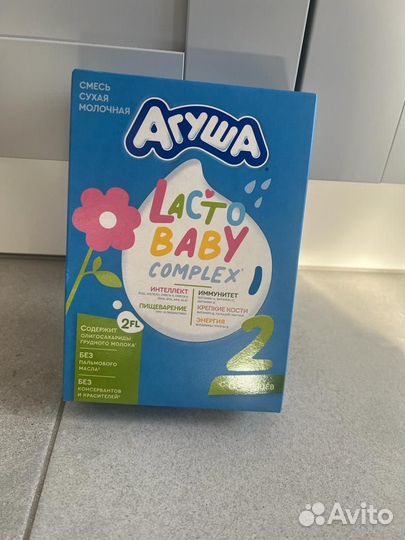 СМЕСЬ
СУХАЯ
МОЛОЧНАЯ
АГУША
LACTO
BABY
COMPLEX
ИНТЕЛЛЕКТ
ПИЩЕВАРЕНИЕ
ИММУНИТЕТ
КРЕПКИЕ КОСТИ
ЭНЕРГИЯ
2FL
СОДЕРЖИТ
ОЛИГОСАХАРИДЫ
ГРУДНОГО МОЛОКА*
БЕЗ
ПАЛЬМОВОГО
МАСЛА*
БЕЗ
КОНСЕРВАНТОВ
И КРАСИТЕЛЕЙ*
2
Avito